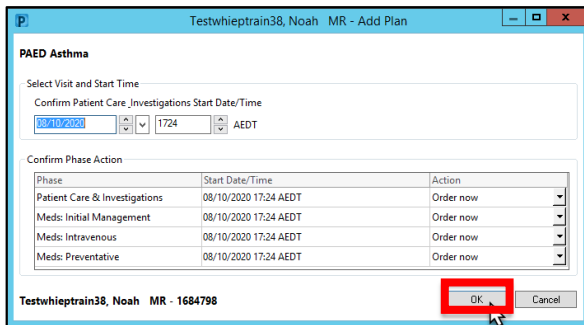 P Testwhieptrain38, Noah MR - Add Plan
PAED Asthma
Select Visit and Start Time
Confirm Patient Care _Investigations Start Date/Time
08/10/2020 1724 AEDT
Confirm Phase Action
Phase Start Date/Time Action
Patient Care & Investigations 08/10/2020 17:24 AEDT Order now
Meds: Initial Management 08/10/2020 17:24 AEDT Order now
Meds: Intravenous 08/10/2020 17:24 AEDT Order now
Meds: Preventative 08/10/2020 17:24 AEDT Order now
Testwhieptrain38, Noah MR - 1684798 OK Cancel